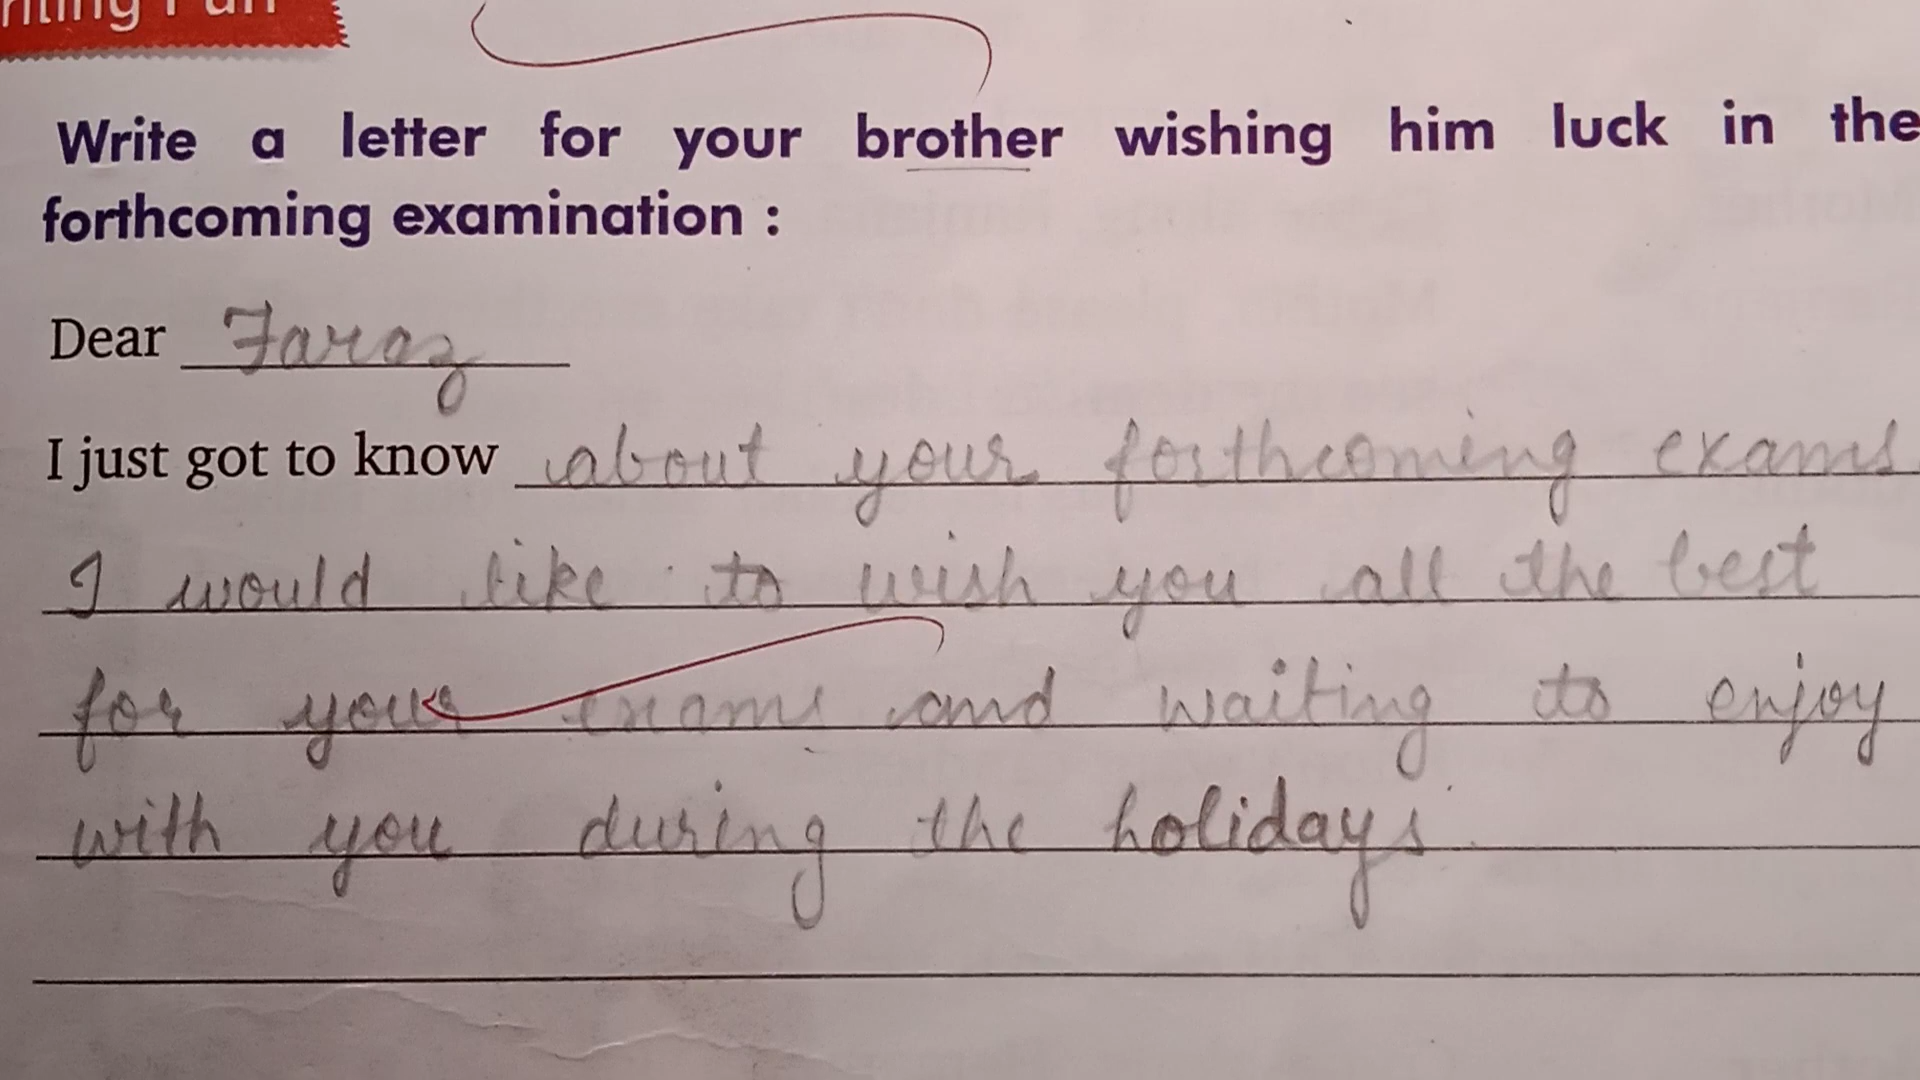 Write a letter for your brother wishing him luck in the
forthcoming examination :
Dear Faraz
I just got to know about your forthcoming exams
I would like to wish you all the best
for your exams and waiting to enjoy
with you during the holidays.